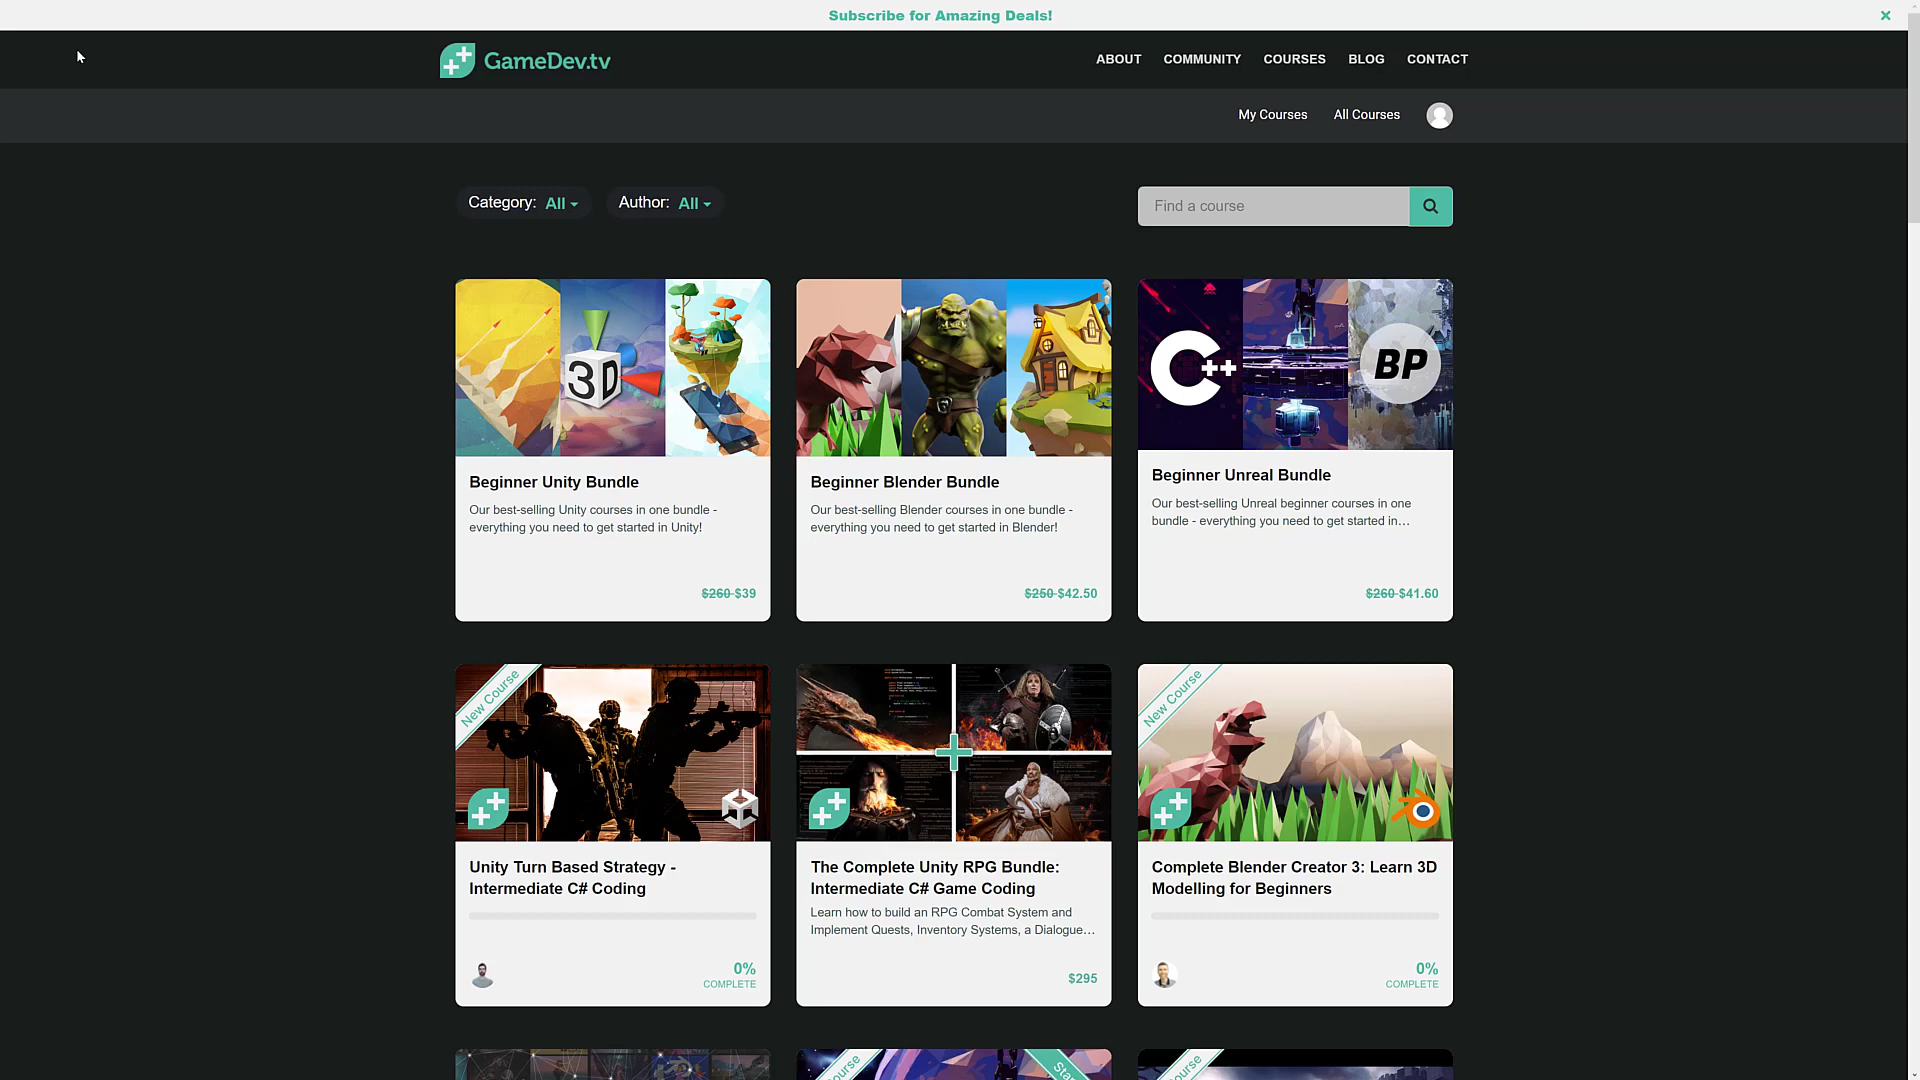 Subscribe for Amazing Deals!
GameDev.tv
ABOUT COMMUNITY COURSES BLOG CONTACT
My Courses All Courses
Category: All Author: All
Find a course
3D
C++
BP
Beginner Unity Bundle
Our best-selling Unity courses in one bundle -
everything you need to get started in Unity!
$260 $39
Beginner Blender Bundle
Our best-selling Blender courses in one bundle -
everything you need to get started in Blender!
$250 $42.50
Beginner Unreal Bundle
Our best-selling Unreal beginner courses in one
bundle - everything you need to get started in…
$260 $41.60
New Course
Unity Turn Based Strategy -
Intermediate C# Coding
0%
COMPLETE
The Complete Unity RPG Bundle:
Intermediate C# Game Coding
Learn how to build an RPG Combat System and
Implement Quests, Inventory Systems, a Dialogue…
$295
New Course
Complete Blender Creator 3: Learn 3D
Modelling for Beginners
0%
COMPLETE